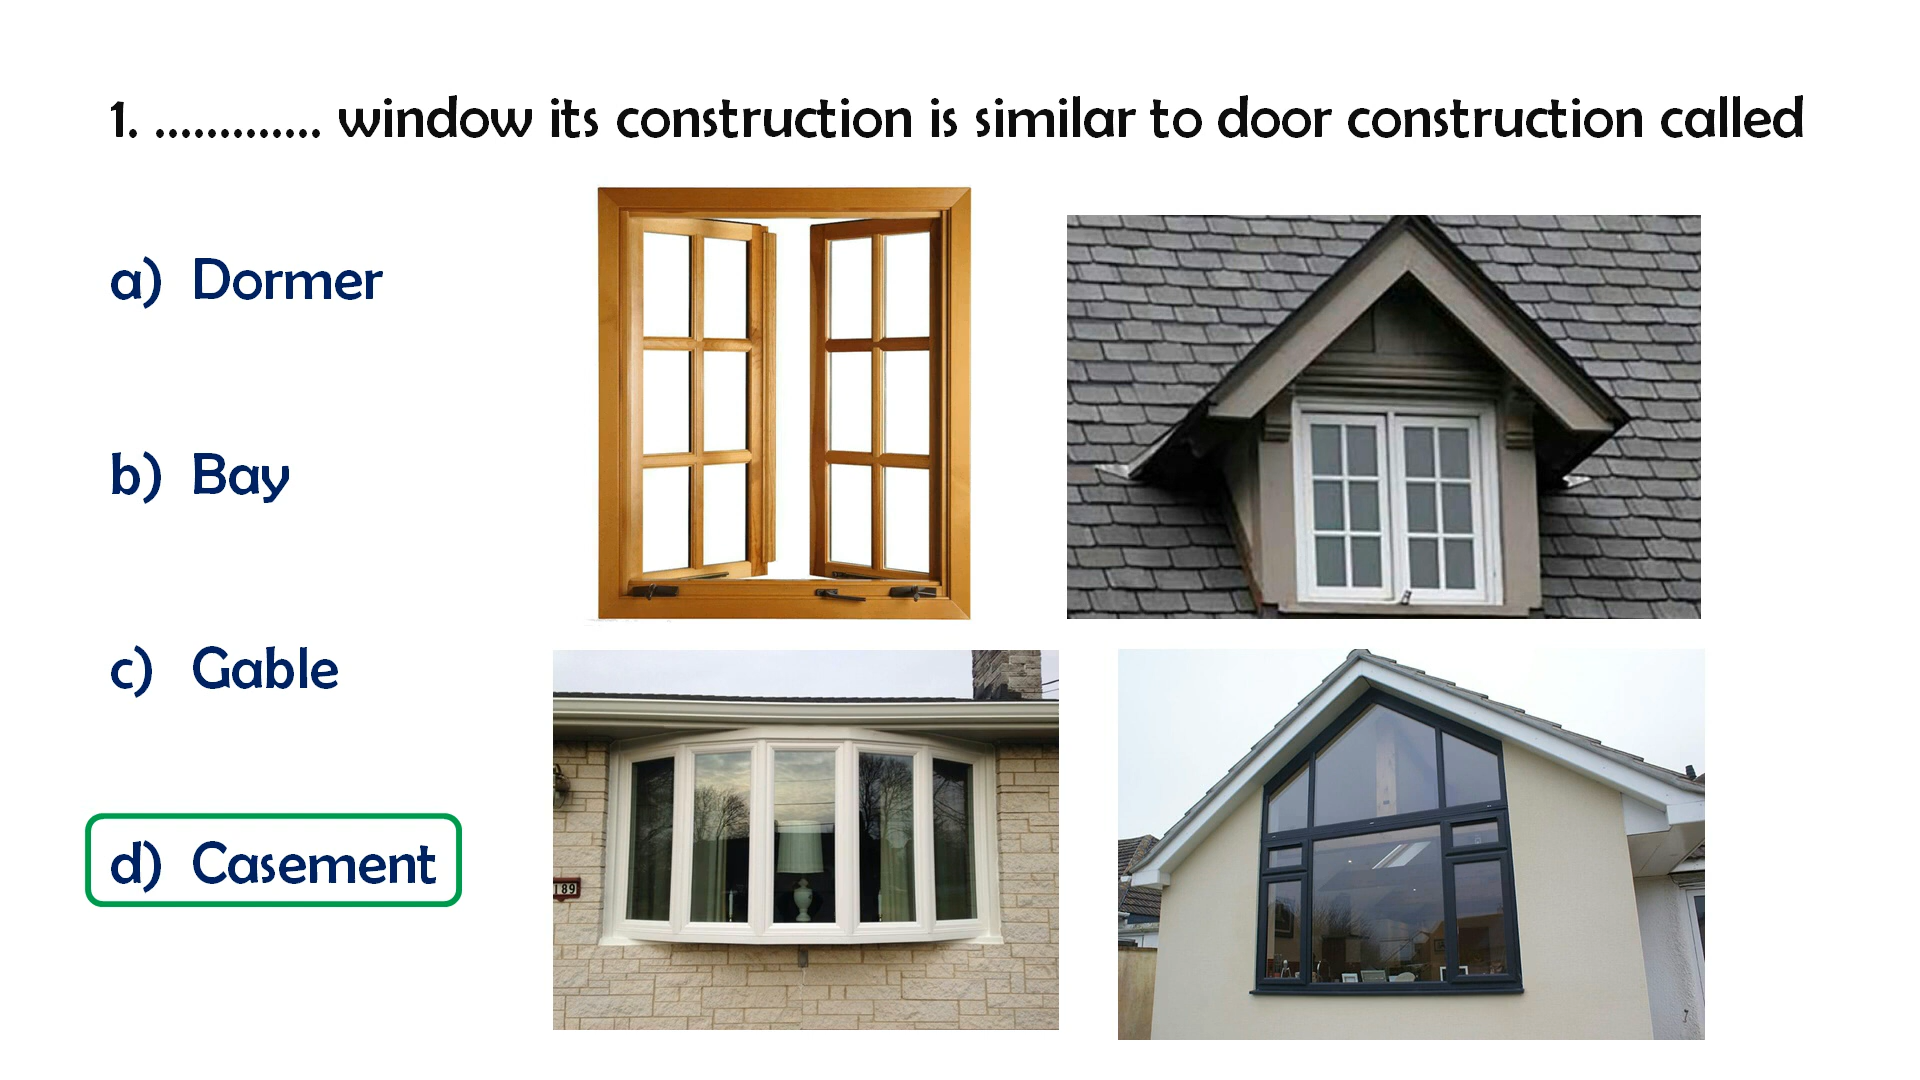 1. ............. window its construction is similar to door construction called
a) Dormer
b) Bay
c) Gable
d) Casement
189